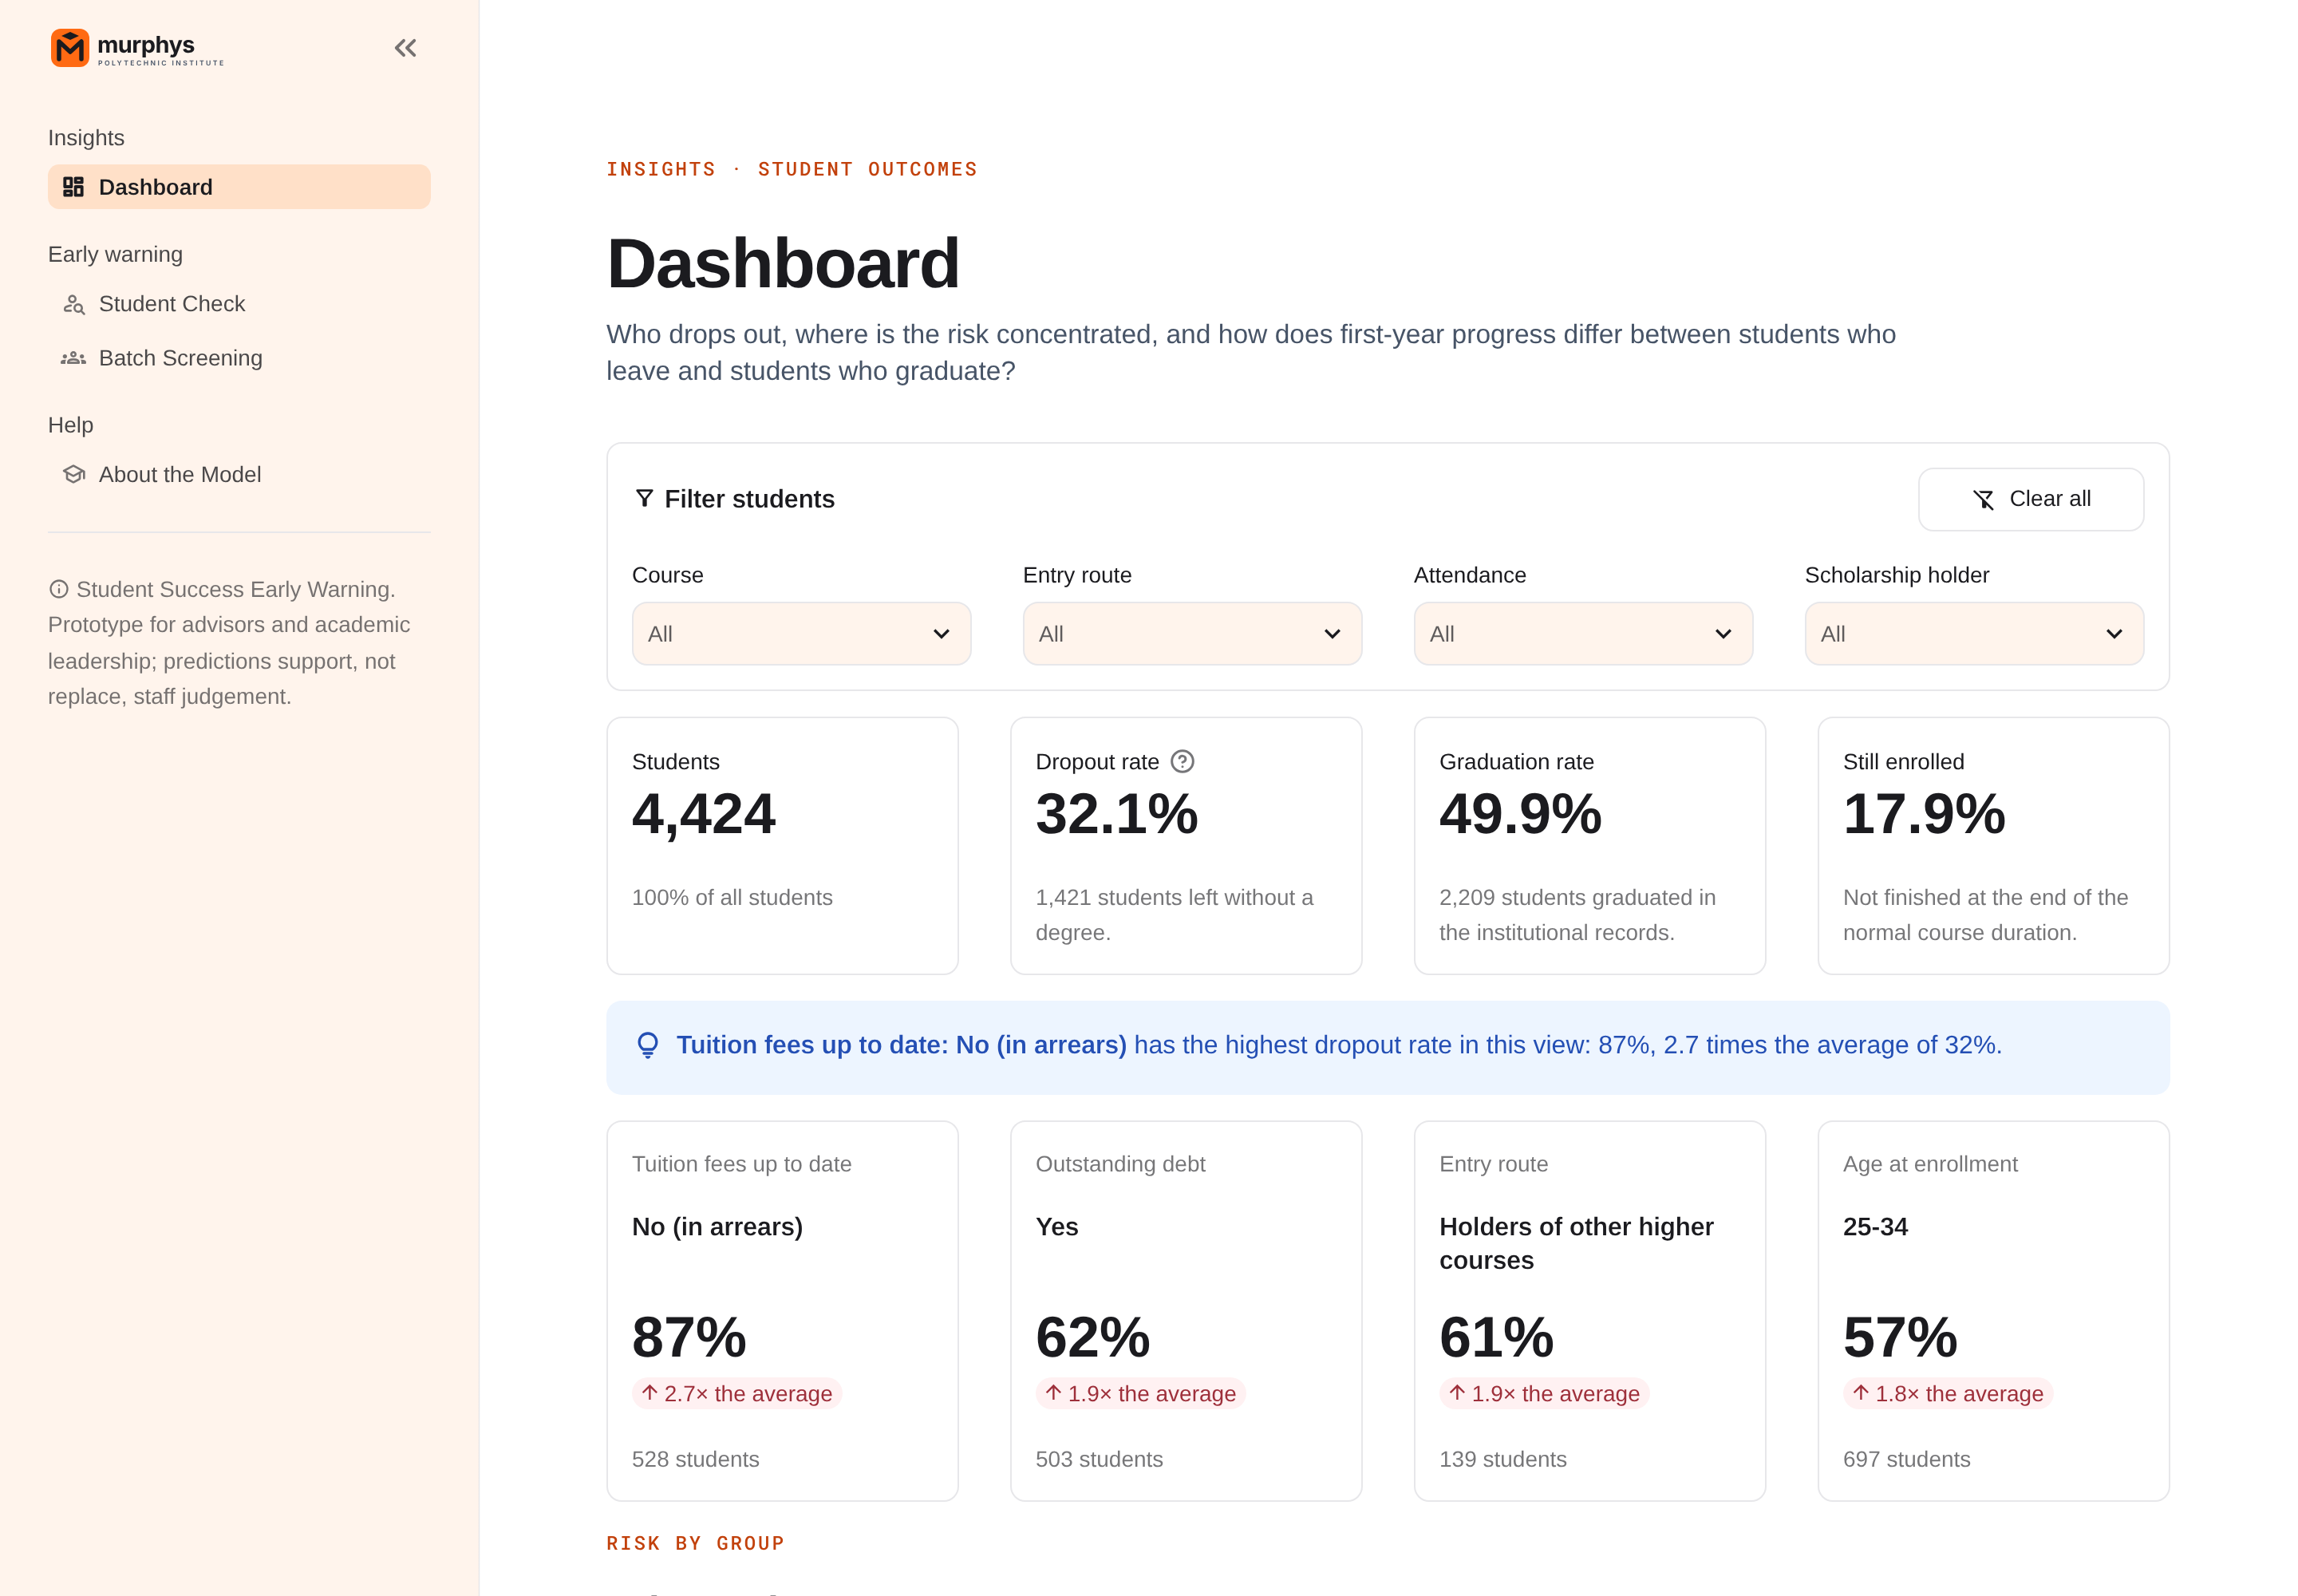 murphys
POLYTECHNIC INSTITUTE
Insights
Dashboard
Early warning
Student Check
Batch Screening
Help
About the Model
Student Success Early Warning.
Prototype for advisors and academic
leadership; predictions support, not
replace, staff judgement.
INSIGHTS · STUDENT OUTCOMES
Dashboard
Who drops out, where is the risk concentrated, and how does first-year progress differ between students who
leave and students who graduate?
Filter students
Clear all
Course
Entry route
Attendance
Scholarship holder
All
All
All
All
Students
4,424
100% of all students
Dropout rate
32.1%
1,421 students left without a
degree.
Graduation rate
49.9%
2,209 students graduated in
the institutional records.
Still enrolled
17.9%
Not finished at the end of the
normal course duration.
Tuition fees up to date: No (in arrears) has the highest dropout rate in this view: 87%, 2.7 times the average of 32%.
Tuition fees up to date
No (in arrears)
87%
↑ 2.7× the average
528 students
Outstanding debt
Yes
62%
↑ 1.9× the average
503 students
Entry route
Holders of other higher
courses
61%
↑ 1.9× the average
139 students
Age at enrollment
25-34
57%
↑ 1.8× the average
697 students
RISK BY GROUP